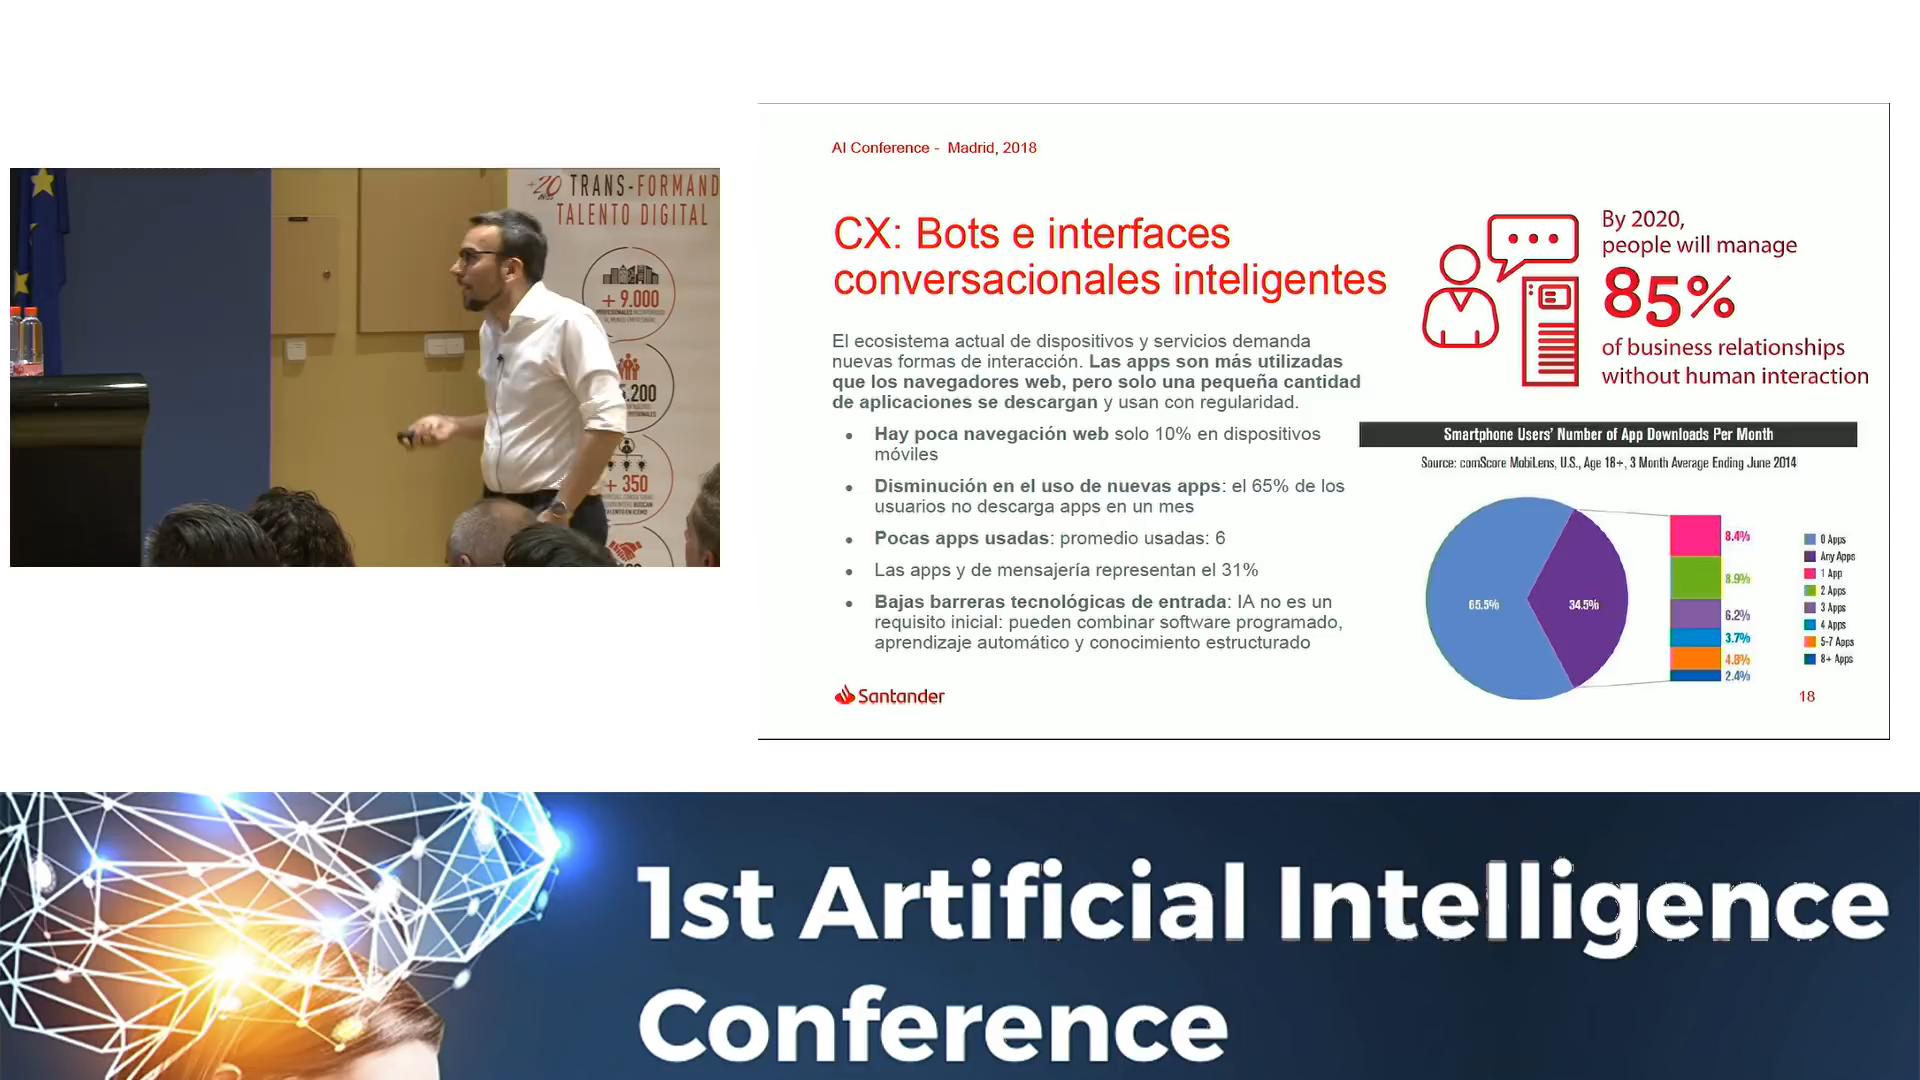 +20 TRANS-FORMAND
AÑOS TALENTO DIGITAL
+ 9.000
.200
+ 350
AI Conference - Madrid, 2018
CX: Bots e interfaces
conversacionales inteligentes
El ecosistema actual de dispositivos y servicios demanda
nuevas formas de interacción. Las apps son más utilizadas
que los navegadores web, pero solo una pequeña cantidad
de aplicaciones se descargan y usan con regularidad.
• Hay poca navegación web solo 10% en dispositivos
móviles
• Disminución en el uso de nuevas apps: el 65% de los
usuarios no descarga apps en un mes
• Pocas apps usadas: promedio usadas: 6
• Las apps y de mensajería representan el 31%
• Bajas barreras tecnológicas de entrada: IA no es un
requisito inicial: pueden combinar software programado,
aprendizaje automático y conocimiento estructurado
Santander
By 2020,
people will manage
85%
of business relationships
without human interaction
Smartphone Users' Number of App Downloads Per Month
Source: comScore MobiLens, U.S., Age 18+, 3 Month Average Ending June 2014
65.5%
34.5%
8.4%
8.9%
6.2%
3.7%
4.8%
2.4%
0 Apps
Any Apps
1 App
2 Apps
3 Apps
4 Apps
5-7 Apps
8+ Apps
18
1st Artificial Intelligence
Conference